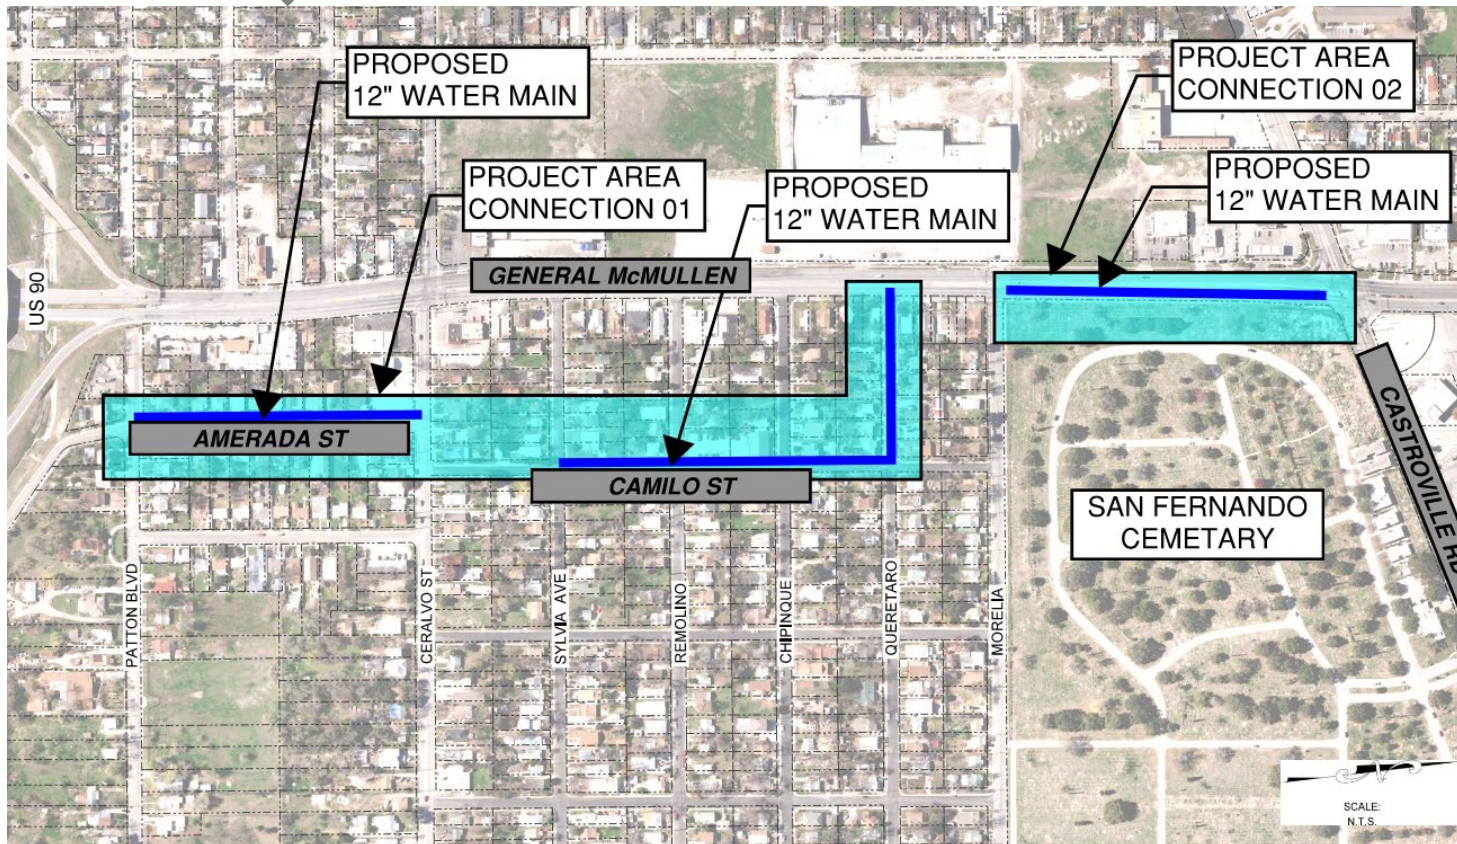 PROPOSED
12" WATER MAIN
PROJECT AREA
CONNECTION 02
PROJECT AREA
CONNECTION 01
PROPOSED
12" WATER MAIN
PROPOSED
12" WATER MAIN
GENERAL McMULLEN
US 90
AMERADA ST
CAMILO ST
CASTROVILLE RD
SAN FERNANDO
CEMETARY
PATTON BLVD
CERALVO ST
SYLVIA AVE
REMOLINO
CHIPINQUE
QUERETARO
MORELIA
SCALE:
N.T.S.